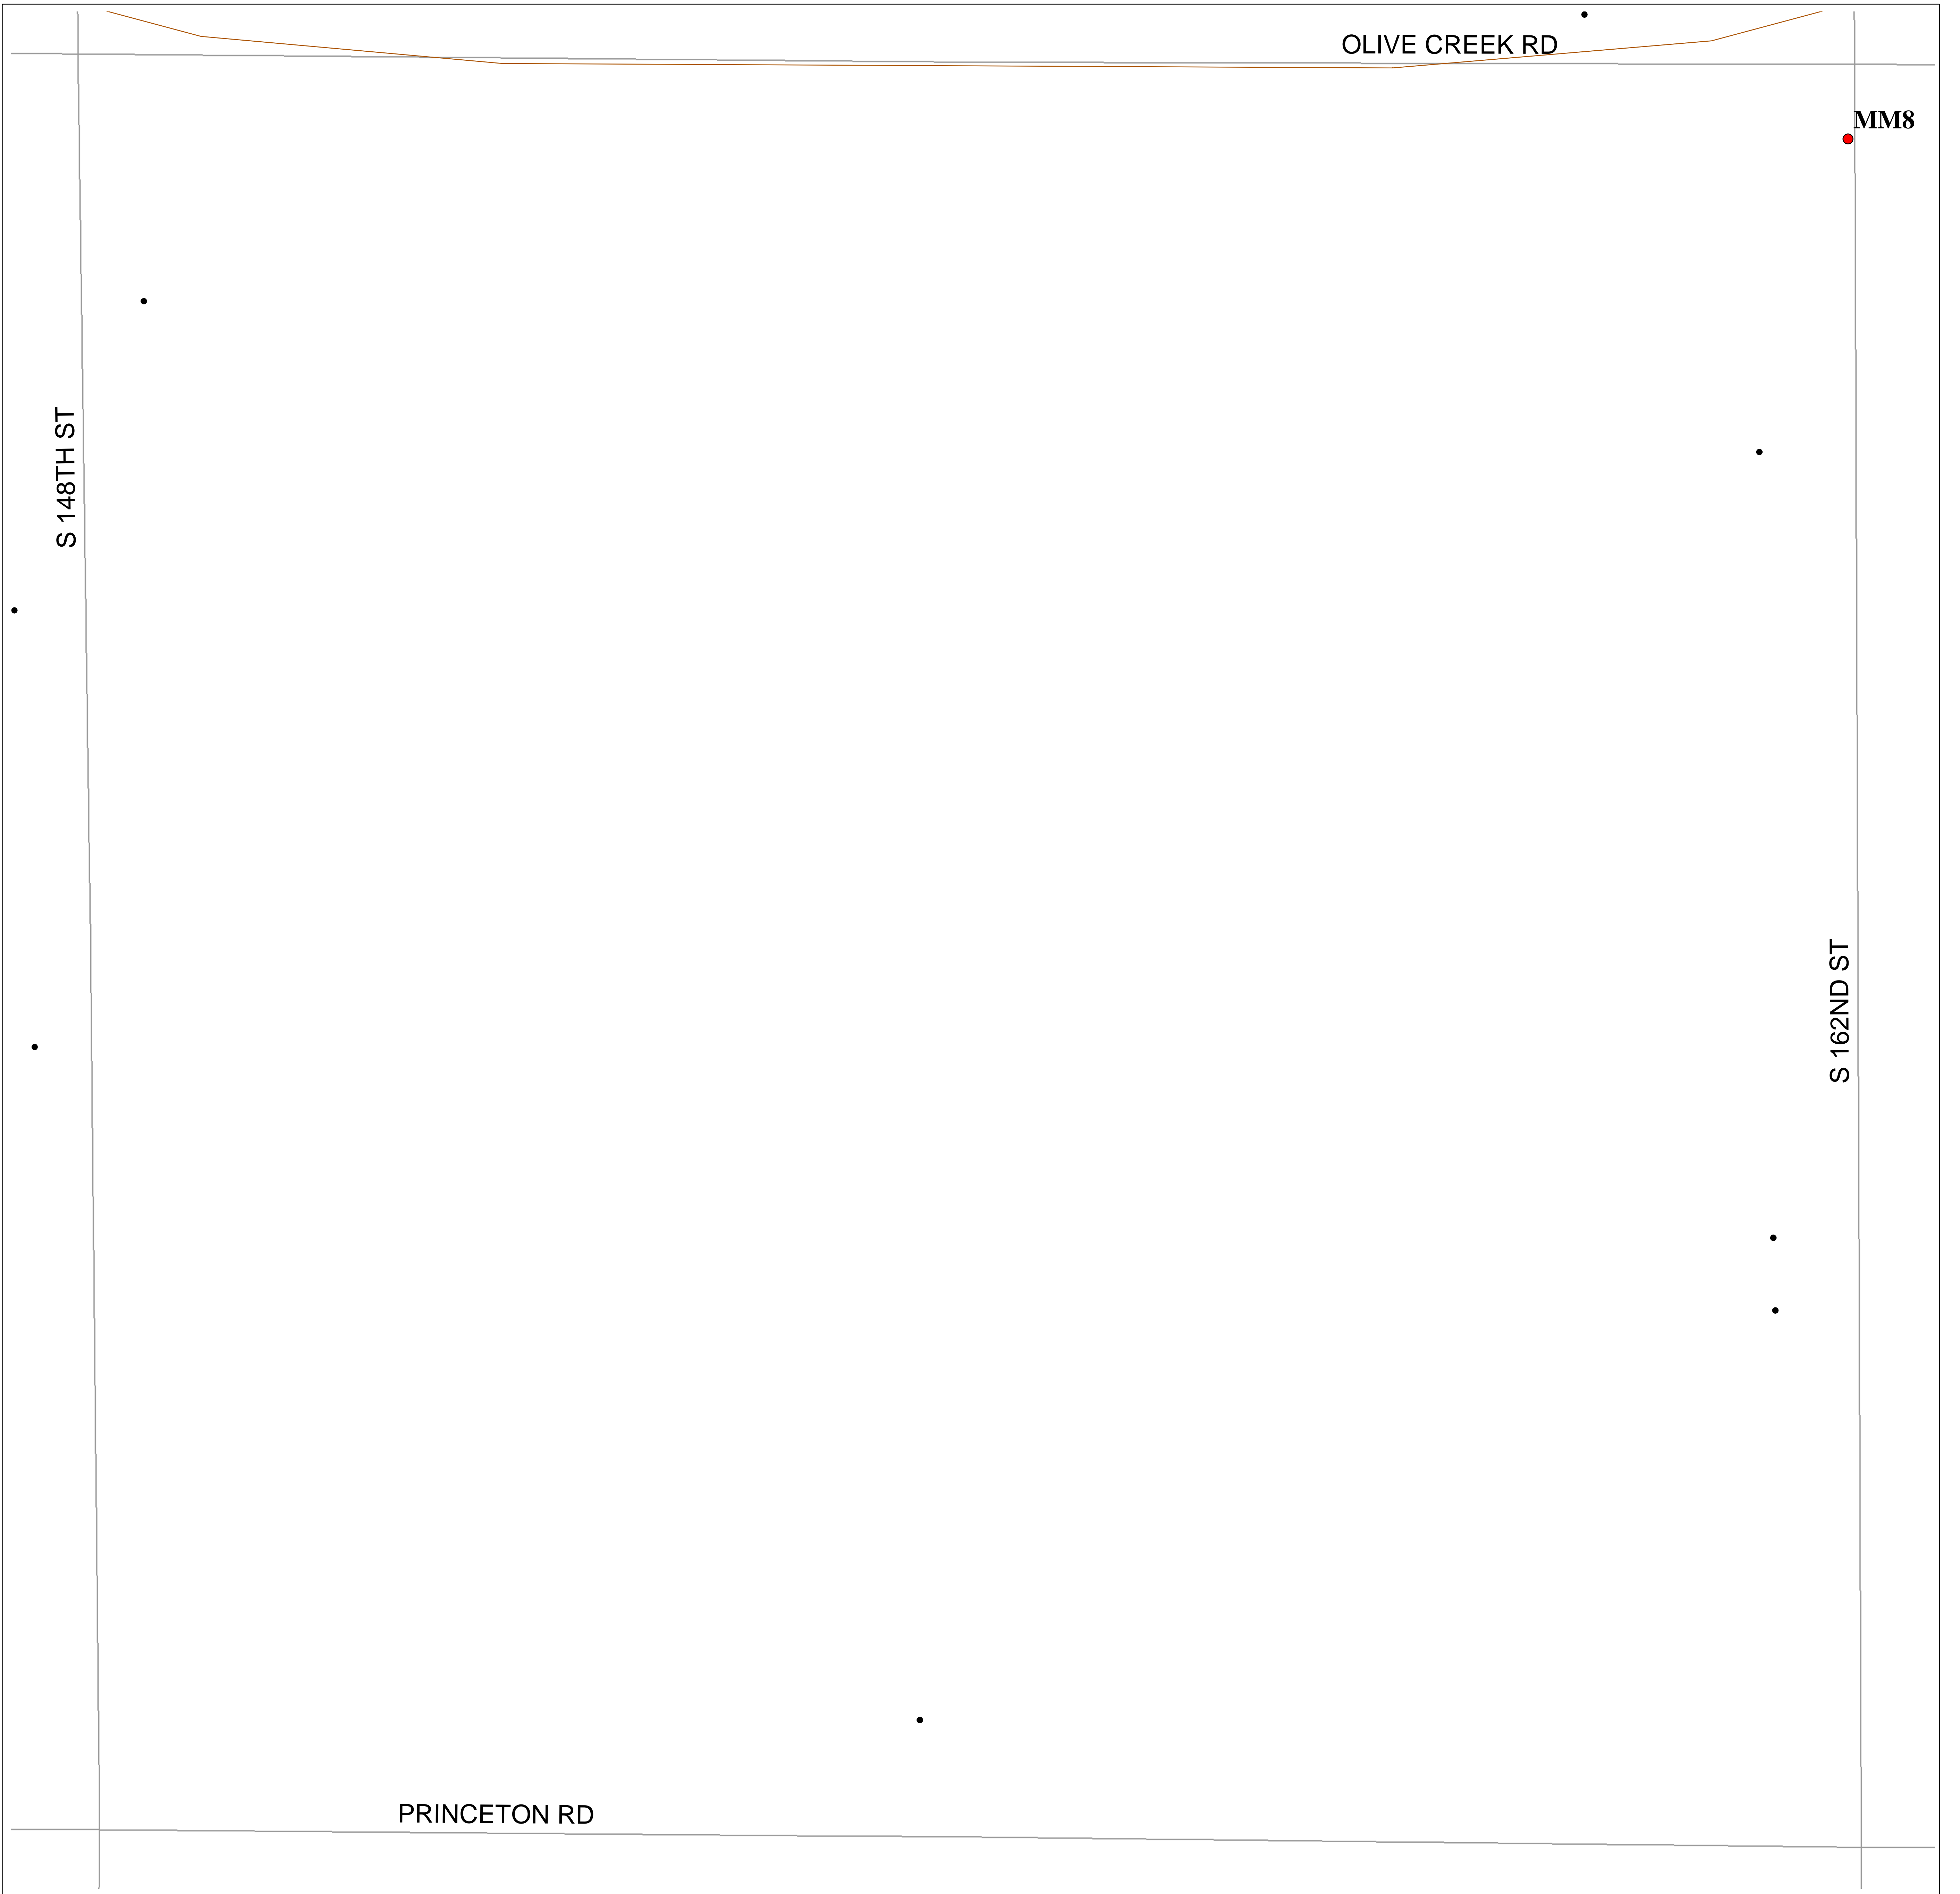 OLIVE CREEK RD
MM8
S 148TH ST
S 162ND ST
PRINCETON RD